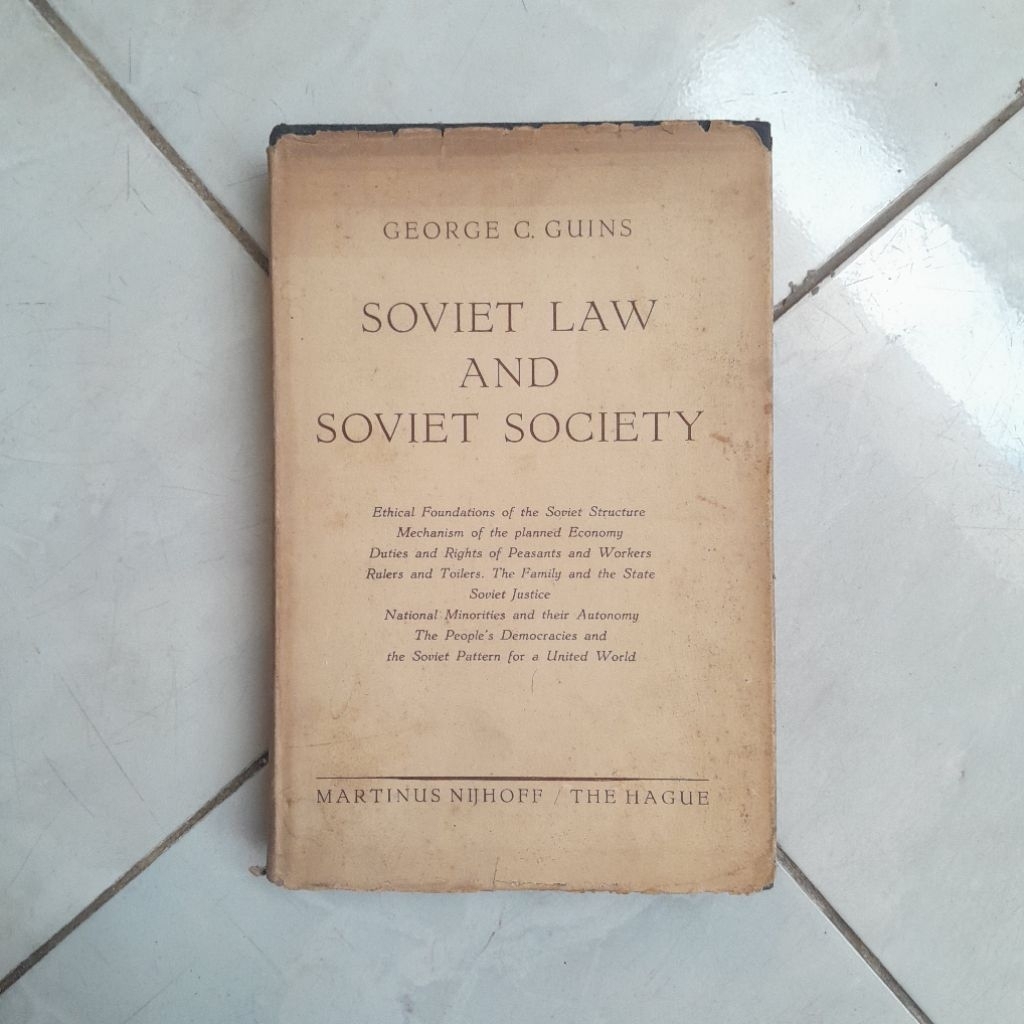 GEORGE C. GUINS
SOVIET LAW
AND
SOVIET SOCIETY
Ethical Foundations of the Soviet Structure
Mechanism of the planned Economy
Duties and Rights of Peasants and Workers
Rulers and Toilers. The Family and the State
Soviet Justice
National Minorities and their Autonomy
The People's Democracies and
the Soviet Pattern for a United World
MARTINUS NIJHOFF / THE HAGUE